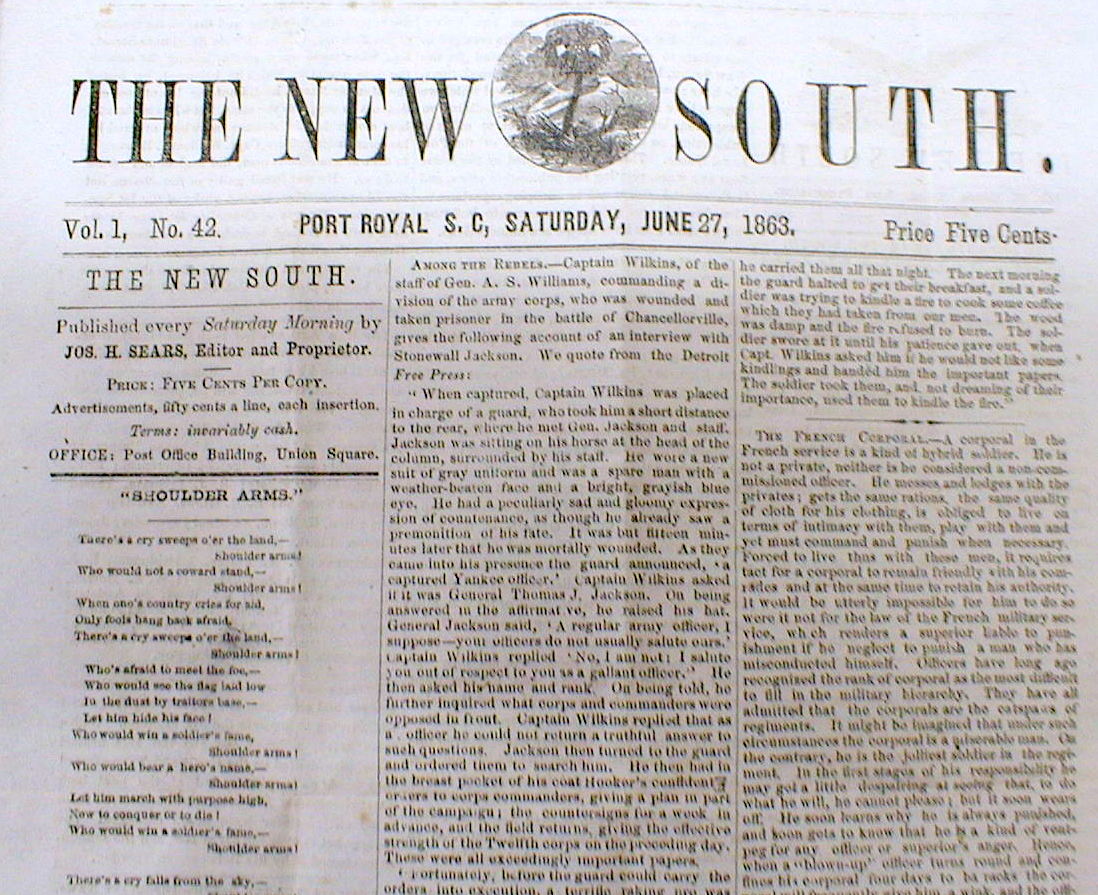 THE NEW SOUTH.
Vol. 1, No. 42. PORT ROYAL S. C, SATURDAY, JUNE 27, 1863. Price Five Cents.
THE NEW SOUTH.
Published every Saturday Morning by
JOS. H. SEARS, Editor and Proprietor.
PRICE: FIVE CENTS PER COPY.
Advertisements, fifty cents a line, each insertion.
Terms: invariably cash.
OFFICE: Post Office Building, Union Square.
"SHOULDER ARMS."
There's a cry sweeps o'er the land,—
Shoulder arms!
Who would not a coward stand,—
Shoulder arms!
When one's country cries for aid,
Only fools hang back afraid,
There's a cry sweeps o'er the land,—
Shoulder arms!
Who's afraid to meet the foe,—
Who would see the flag laid low
In the dust by traitors base,—
Let him hide his face!
Who would win a soldier's fame,
Shoulder arms!
Who would bear a hero's name,—
Shoulder arms!
Let him march with purpose high,
Now to conquer or to die!
Who would win a soldier's fame,—
Shoulder arms!
There's a cry falls from the sky,—
AMONG THE REBELS.—Captain Wilkins, of the
staff of Gen. A. S. Williams, commanding a di-
vision of the army corps, who was wounded and
taken prisoner in the battle of Chancellorville,
gives the following account of an interview with
Stonewall Jackson. We quote from the Detroit
Free Press:
"When captured, Captain Wilkins was placed
in charge of a guard, who took him a short distance
to the rear, where he met Gen. Jackson and staff.
Jackson was sitting on his horse at the head of the
column, surrounded by his staff. He wore a new
suit of gray uniform and was a spare man with a
weather-beaten face and a bright, grayish blue
eye. He had a peculiarly sad and gloomy expres-
sion of countenance, as though he already saw a
premonition of his fate. It was but fifteen min-
utes later that he was mortally wounded. As they
came into his presence the guard announced, 'a
captured Yankee officer.' Captain Wilkins asked
if it was General Thomas J. Jackson. On being
answered in the affirmat ve, he raised his hat.
General Jackson said, 'A regular army officer, I
suppose—your officers do not usually salute ours.'
Captain Wilkins replied 'No, I am not; I salute
you out of respect to you as a gallant officer.' He
then asked his name and rank. On being told, he
further inquired what corps and commanders were
opposed in front. Captain Wilkins replied that as
a officer he could not return a truthful answer to
such questions. Jackson then turned to the guard
and ordered them to search him. He then had in
the breast pocket of his coat Hooker's confident
orders to corps commanders, giving a plan in part
of the campaign; the countersigns for a week in
advance, and the field returns, giving the effective
strength of the Twelfth corps on the preceding day.
These were all exceedingly important papers.
Fortunately, before the guard could carry the
orders into execution, a terrific raking was
he carried them all that night. The next morning
the guard halted to get their breakfast, and a sol-
dier was trying to kindle a fire to cook some coffee
which they had taken from our men. The wood
was damp and the fire refused to burn. The sol-
dier swore at it until his patience gave out, when
Capt. Wilkins asked him if he would not like some
kindlings and handed him the important papers.
The soldier took them, and, not dreaming of their
importance, used them to kindle the fire."
THE FRENCH CORPORAL.—A corporal in the
French service is a kind of hybrid soldier. He is
not a private, neither is he considered a non-com-
missioned officer. He messes and lodges with the
privates; gets the same rations, the same quality
of cloth for his clothing, is obliged to live on
terms of intimacy with them, play with them and
yet must command and punish when necessary.
Forced to live thus with these men, it requires
tact for a corporal to remain friendly with his com-
rades and at the same time to retain his authority.
It would be utterly impossible for him to do so
were it not for the law of the French military ser-
vice, which renders a superior liable to pun-
ishment if he neglect to punish a man who has
misconducted himself. Officers have long ago
recognised the rank of corporal as the most difficult
to fill in the military hierarchy. They have all
admitted that the corporals are the catspaws of
regiments. It might be imagined that under such
circumstances the corporal is a miserable man. On
the contrary, he is the jolliest soldier in the regi-
ment. In the first stages of his responsibility he
may get a little despairing at seeing that, to do
what he will, he cannot please; but it soon wears
off. He soon learns why he is always punished,
and soon gets to know that he is a kind of
peg for any officer or superior's anger. Hence,
when a "blown-up" officer turns round and con-
fines his corporal four days to ba racks the cor-